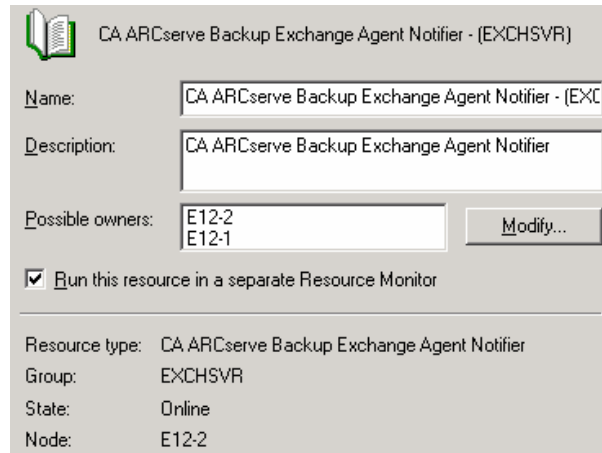 CA ARCserve Backup Exchange Agent Notifier - (EXCHSVR)
Name: CA ARCserve Backup Exchange Agent Notifier - (EXC
Description: CA ARCserve Backup Exchange Agent Notifier
Possible owners: E12-2
E12-1
Modify...
Run this resource in a separate Resource Monitor
Resource type: CA ARCserve Backup Exchange Agent Notifier
Group: EXCHSVR
State: Online
Node: E12-2